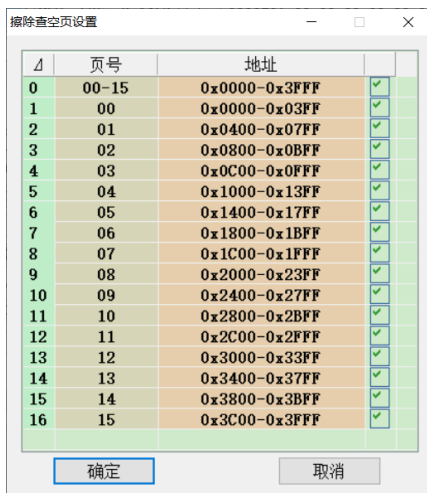 擦除查空页设置
⊿ 页号 地址
0 00-15 0x0000-0x3FFF
1 00 0x0000-0x03FF
2 01 0x0400-0x07FF
3 02 0x0800-0x0BFF
4 03 0x0C00-0x0FFF
5 04 0x1000-0x13FF
6 05 0x1400-0x17FF
7 06 0x1800-0x1BFF
8 07 0x1C00-0x1FFF
9 08 0x2000-0x23FF
10 09 0x2400-0x27FF
11 10 0x2800-0x2BFF
12 11 0x2C00-0x2FFF
13 12 0x3000-0x33FF
14 13 0x3400-0x37FF
15 14 0x3800-0x3BFF
16 15 0x3C00-0x3FFF
确定 取消